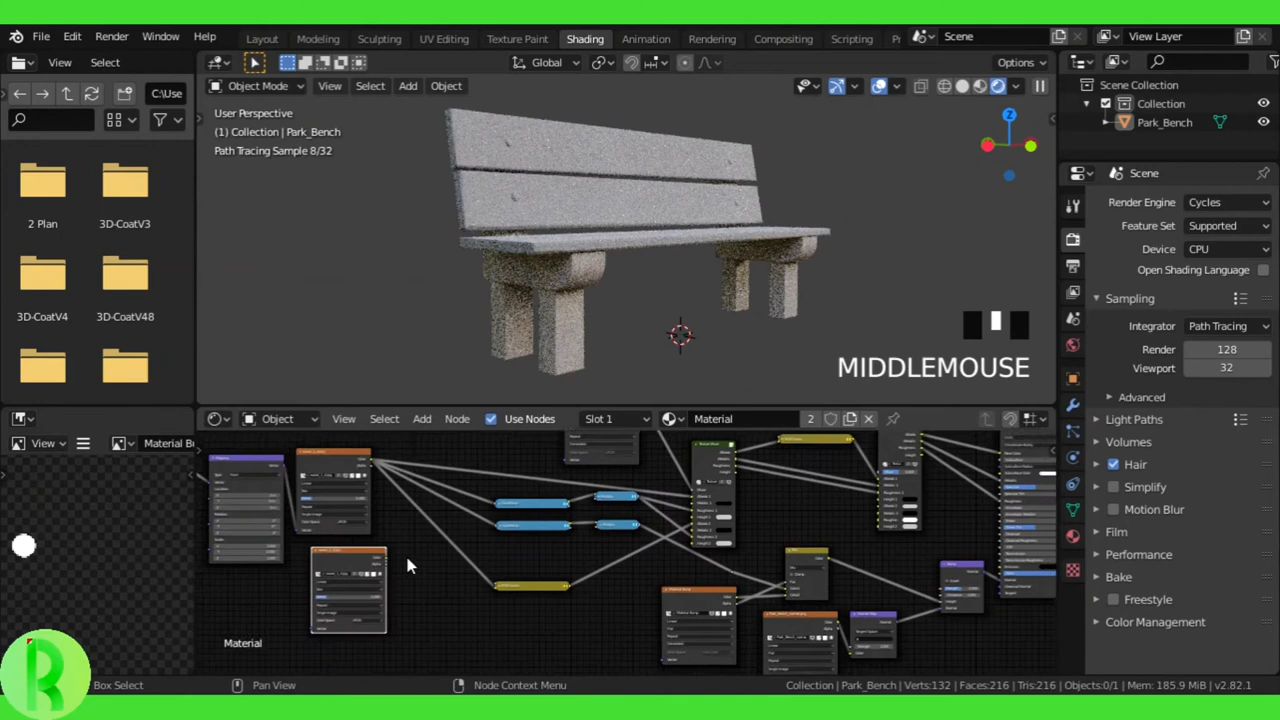 File Edit Render Window Help Layout Modeling Sculpting UV Editing Texture Paint Shading Animation Rendering Compositing Scripting Scene View Layer
View Select Global Options
Object Mode View Select Add Object
C:\Use
User Perspective
(1) Collection | Park_Bench
Path Tracing Sample 8/32
Z
2 Plan 3D-CoatV3
3D-CoatV4 3D-CoatV48
MIDDLEMOUSE
Scene Collection
Collection
Park_Bench
Scene
Render Engine Cycles
Feature Set Supported
Device CPU
Open Shading Language
Sampling
Integrator Path Tracing
Render 128
Viewport 32
Advanced
Light Paths
Volumes
Hair
Simplify
Motion Blur
Film
Performance
Bake
Freestyle
Color Management
Object View Select Add Node Use Nodes Slot 1 Material 2
View Material B
Material
Box Select Pan View Node Context Menu Collection | Park_Bench | Verts:132 | Faces:216 | Tris:216 | Objects:0/1 | Mem: 185.9 MiB | v2.82.1
R